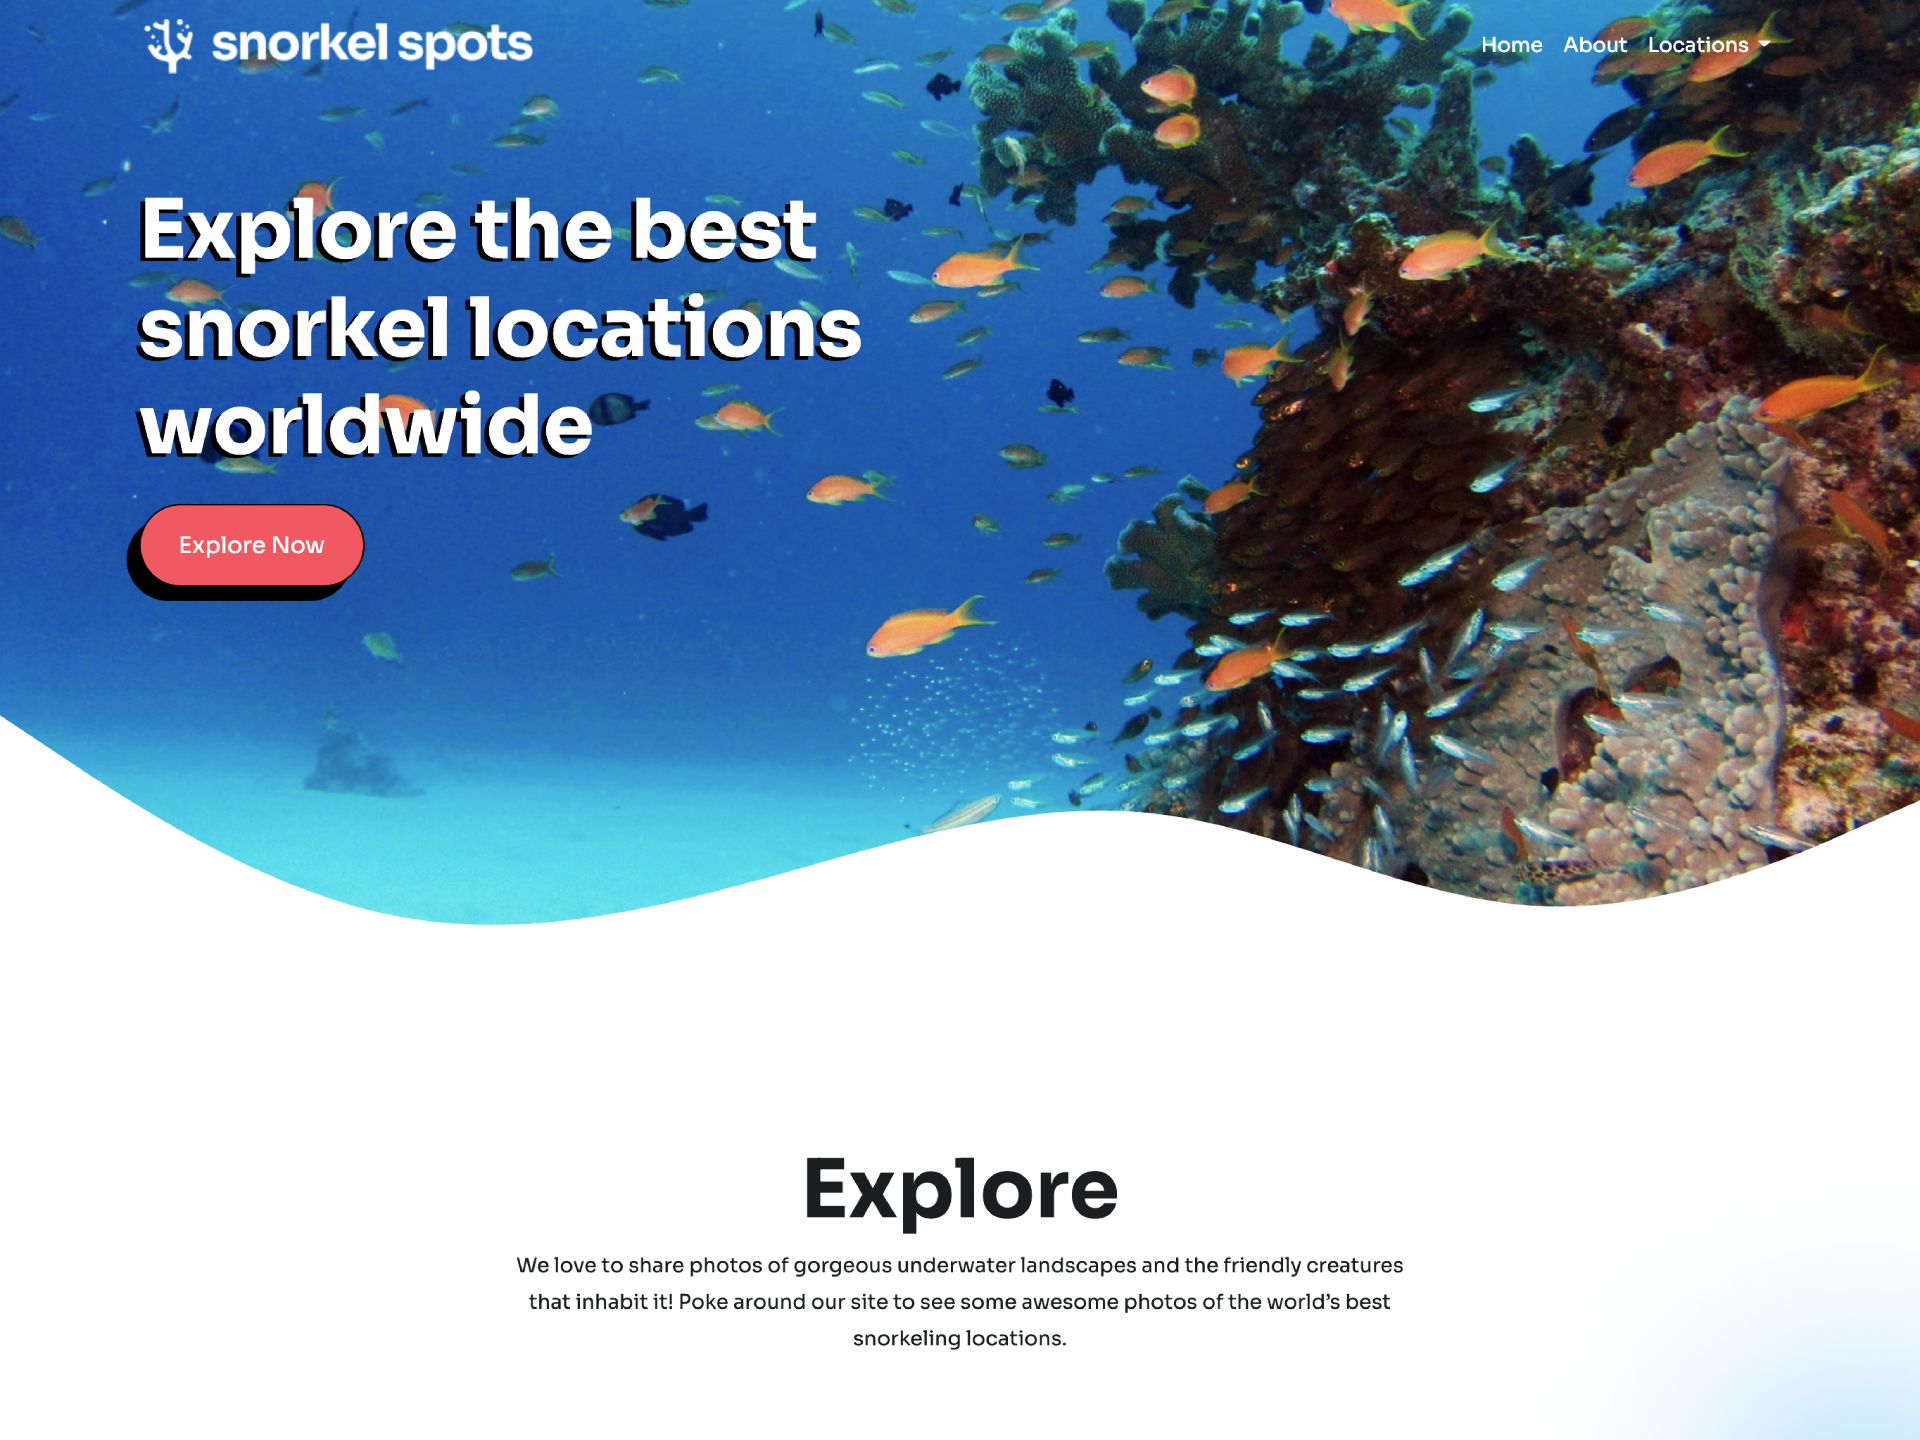 snorkel spots
Home About Locations
Explore the best
snorkel locations
worldwide
Explore Now
Explore
We love to share photos of gorgeous underwater landscapes and the friendly creatures
that inhabit it! Poke around our site to see some awesome photos of the world’s best
snorkeling locations.